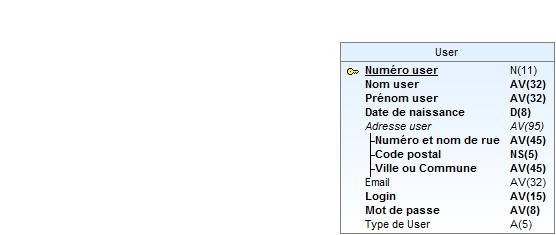 User
Numéro user N(11)
Nom user AV(32)
Prénom user AV(32)
Date de naissance D(8)
Adresse user AV(95)
Numéro et nom de rue AV(45)
Code postal NS(5)
Ville ou Commune AV(45)
Email AV(32)
Login AV(15)
Mot de passe AV(8)
Type de User A(5)